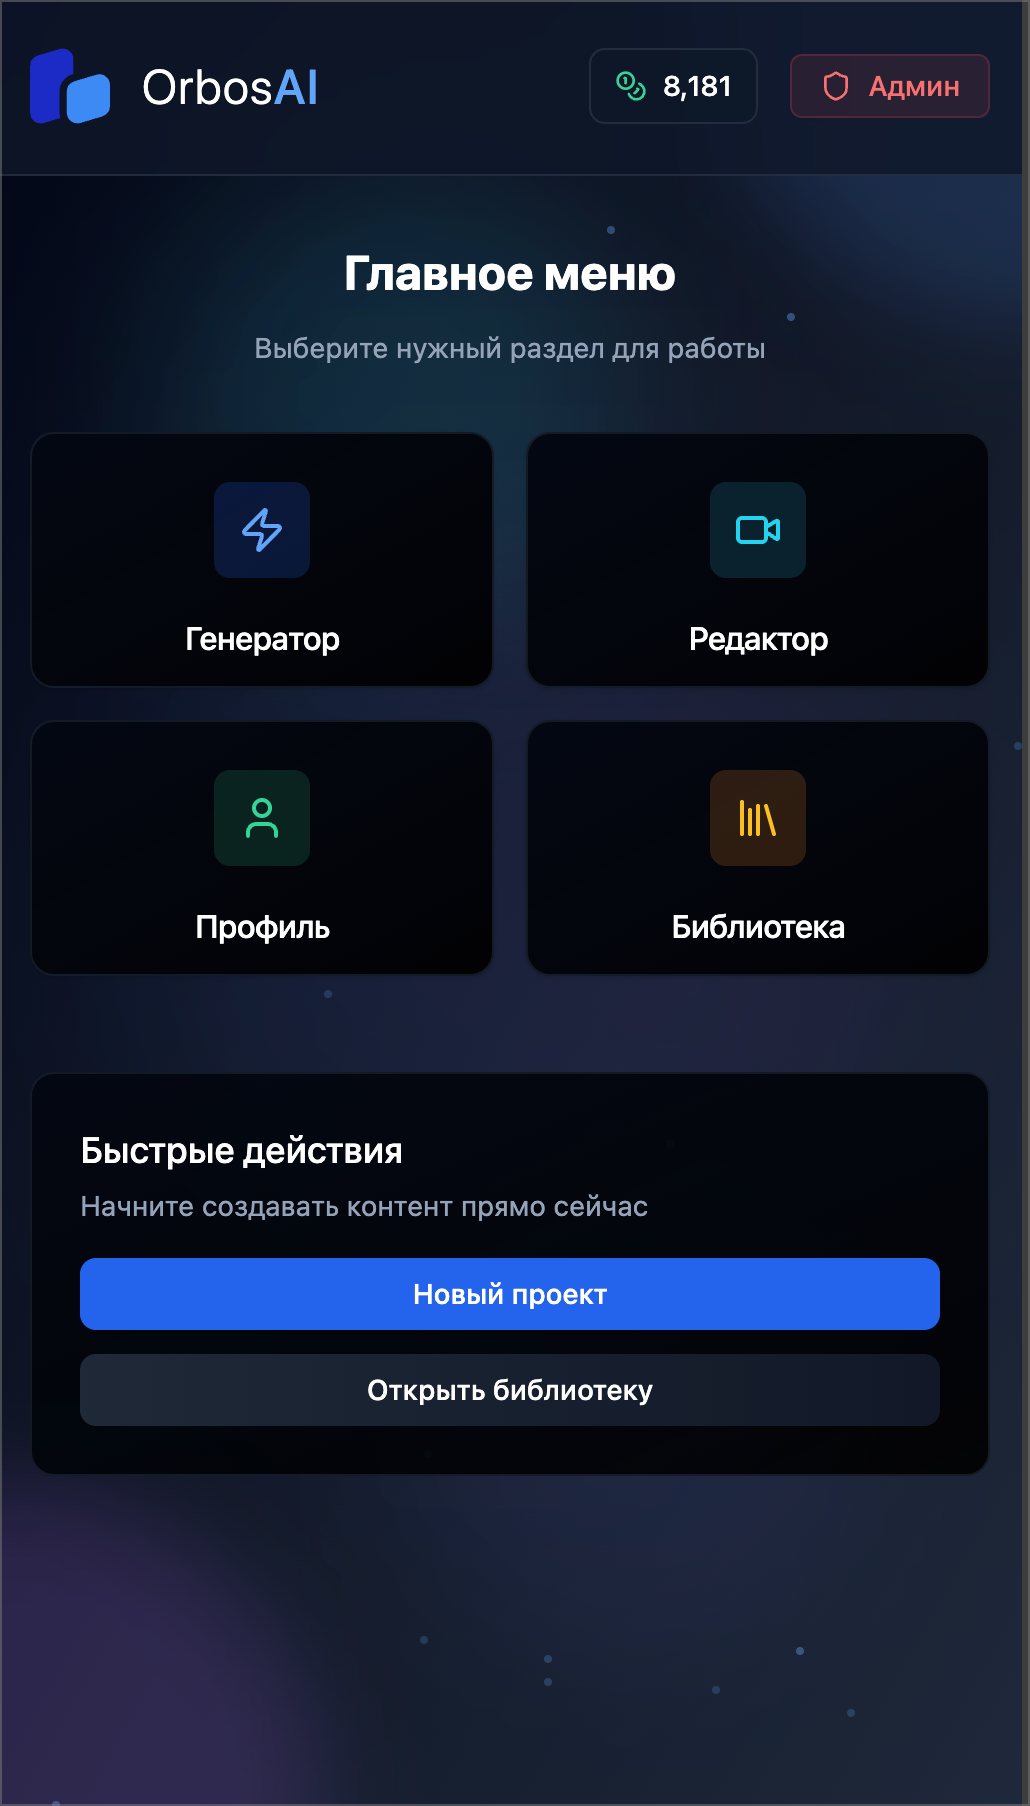 OrbosAI
8,181
Админ
Главное меню
Выберите нужный раздел для работы
Генератор
Редактор
Профиль
Библиотека
Быстрые действия
Начните создавать контент прямо сейчас
Новый проект
Открыть библиотеку